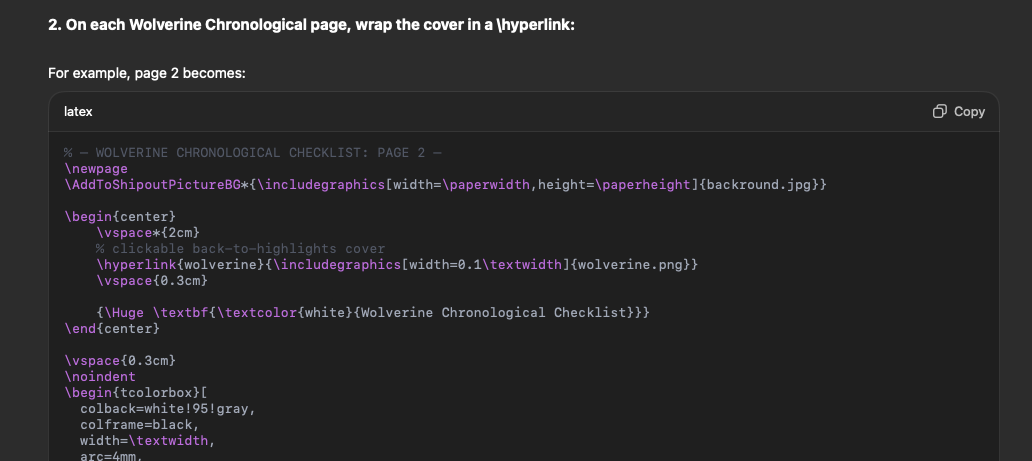 2. On each Wolverine Chronological page, wrap the cover in a \hyperlink:
For example, page 2 becomes:
latex
Copy
% — WOLVERINE CHRONOLOGICAL CHECKLIST: PAGE 2 —
\newpage
\AddToShipoutPictureBG*{\includegraphics[width=\paperwidth,height=\paperheight]{backround.jpg}}
\begin{center}
\vspace*{2cm}
% clickable back-to-highlights cover
\hyperlink{wolverine}{\includegraphics[width=0.1\textwidth]{wolverine.png}}
\vspace{0.3cm}
{\Huge \textbf{\textcolor{white}{Wolverine Chronological Checklist}}}
\end{center}
\vspace{0.3cm}
\noindent
\begin{tcolorbox}[
colback=white!95!gray,
colframe=black,
width=\textwidth,
arc=4mm,